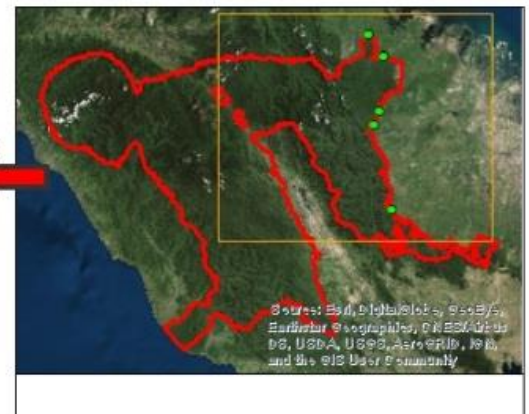 Source: Esri, DigitalGlobe, GeoEye,
Earthstar Geographics, CNES/Airbus
DS, USDA, USGS, AeroGRID, IGN,
and the GIS User Community